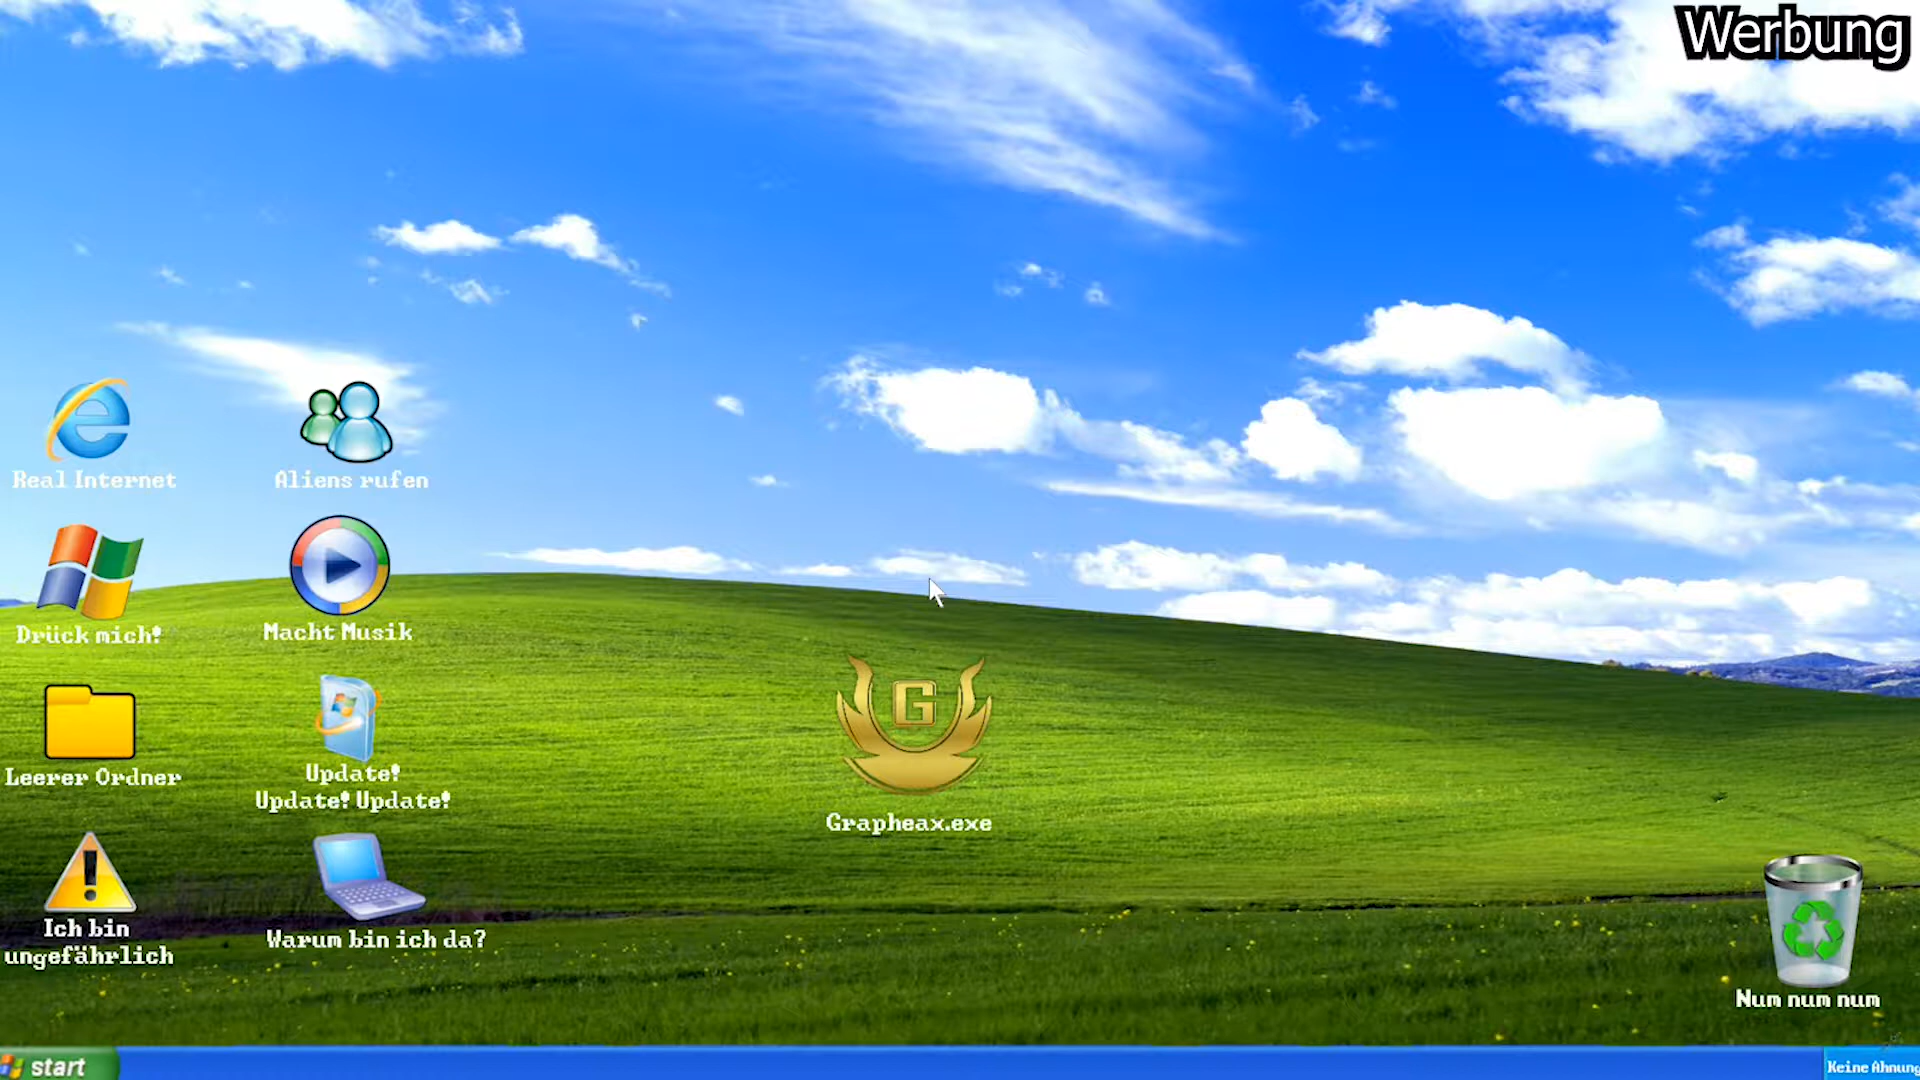 Werbung
Real Internet
Aliens rufen
Drück mich!
Macht Musik
Leerer Ordner
Update!
Update! Update!
G
Grapheax.exe
Ich bin
ungefährlich
Warum bin ich da?
Num num num
start
Keine Ahnung